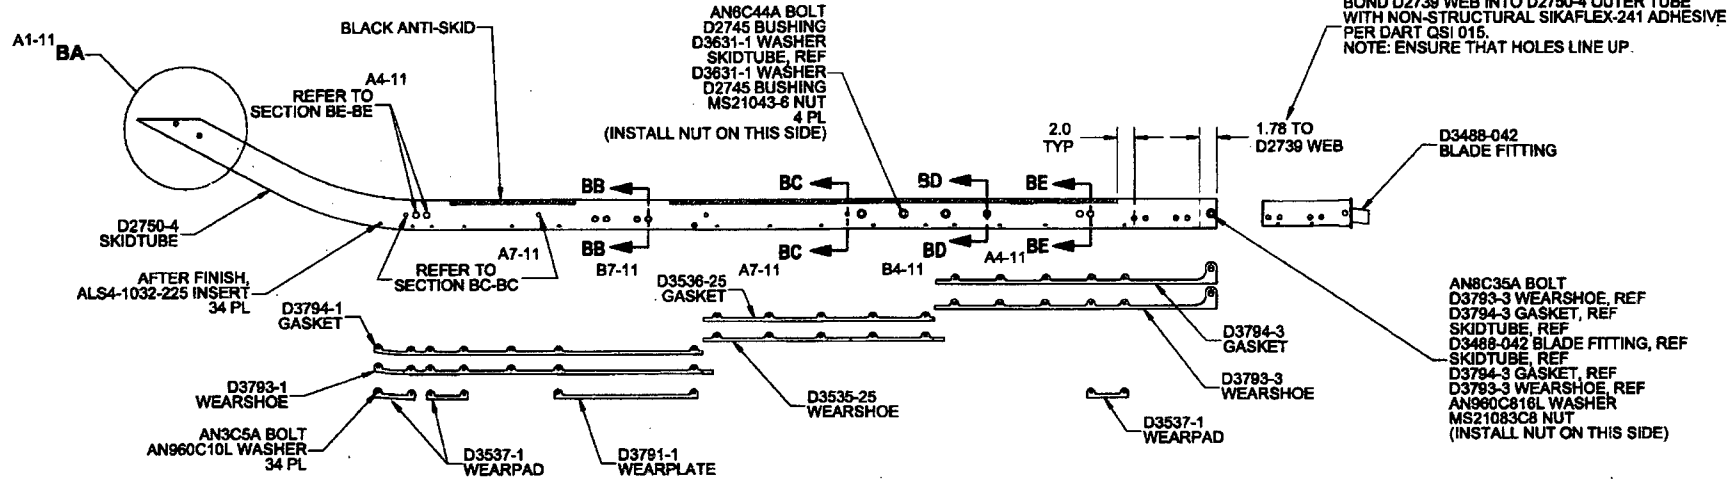 A1-11
BA
BLACK ANTI-SKID
A4-11
REFER TO
SECTION BE-BE
AN6C44A BOLT
D2745 BUSHING
D3631-1 WASHER
SKIDTUBE, REF
D3631-1 WASHER
D2745 BUSHING
MS21043-6 NUT
4 PL
(INSTALL NUT ON THIS SIDE)
BOND D2739 WEB INTO D2750-4 OUTER TUBE
WITH NON-STRUCTURAL SIKAFLEX-241 ADHESIVE
PER DART QSI 015.
NOTE: ENSURE THAT HOLES LINE UP.
2.0
TYP
1.78 TO
D2739 WEB
D3488-042
BLADE FITTING
BB
BC
BD
BE
BB
BC
BD
BE
D2750-4
SKIDTUBE
A7-11
B7-11
A7-11
B4-11
A4-11
REFER TO
SECTION BC-BC
AFTER FINISH,
ALS4-1032-225 INSERT
34 PL
D3794-1
GASKET
D3536-25
GASKET
D3794-3
GASKET
D3793-1
WEARSHOE
D3535-25
WEARSHOE
D3793-3
WEARSHOE
AN3C5A BOLT
AN960C10L WASHER
34 PL
D3537-1
WEARPAD
D3791-1
WEARPLATE
D3537-1
WEARPAD
AN8C35A BOLT
D3793-3 WEARSHOE, REF
D3794-3 GASKET, REF
SKIDTUBE, REF
D3488-042 BLADE FITTING, REF
SKIDTUBE, REF
D3794-3 GASKET, REF
D3793-3 WEARSHOE, REF
AN960C816L WASHER
MS21083C8 NUT
(INSTALL NUT ON THIS SIDE)